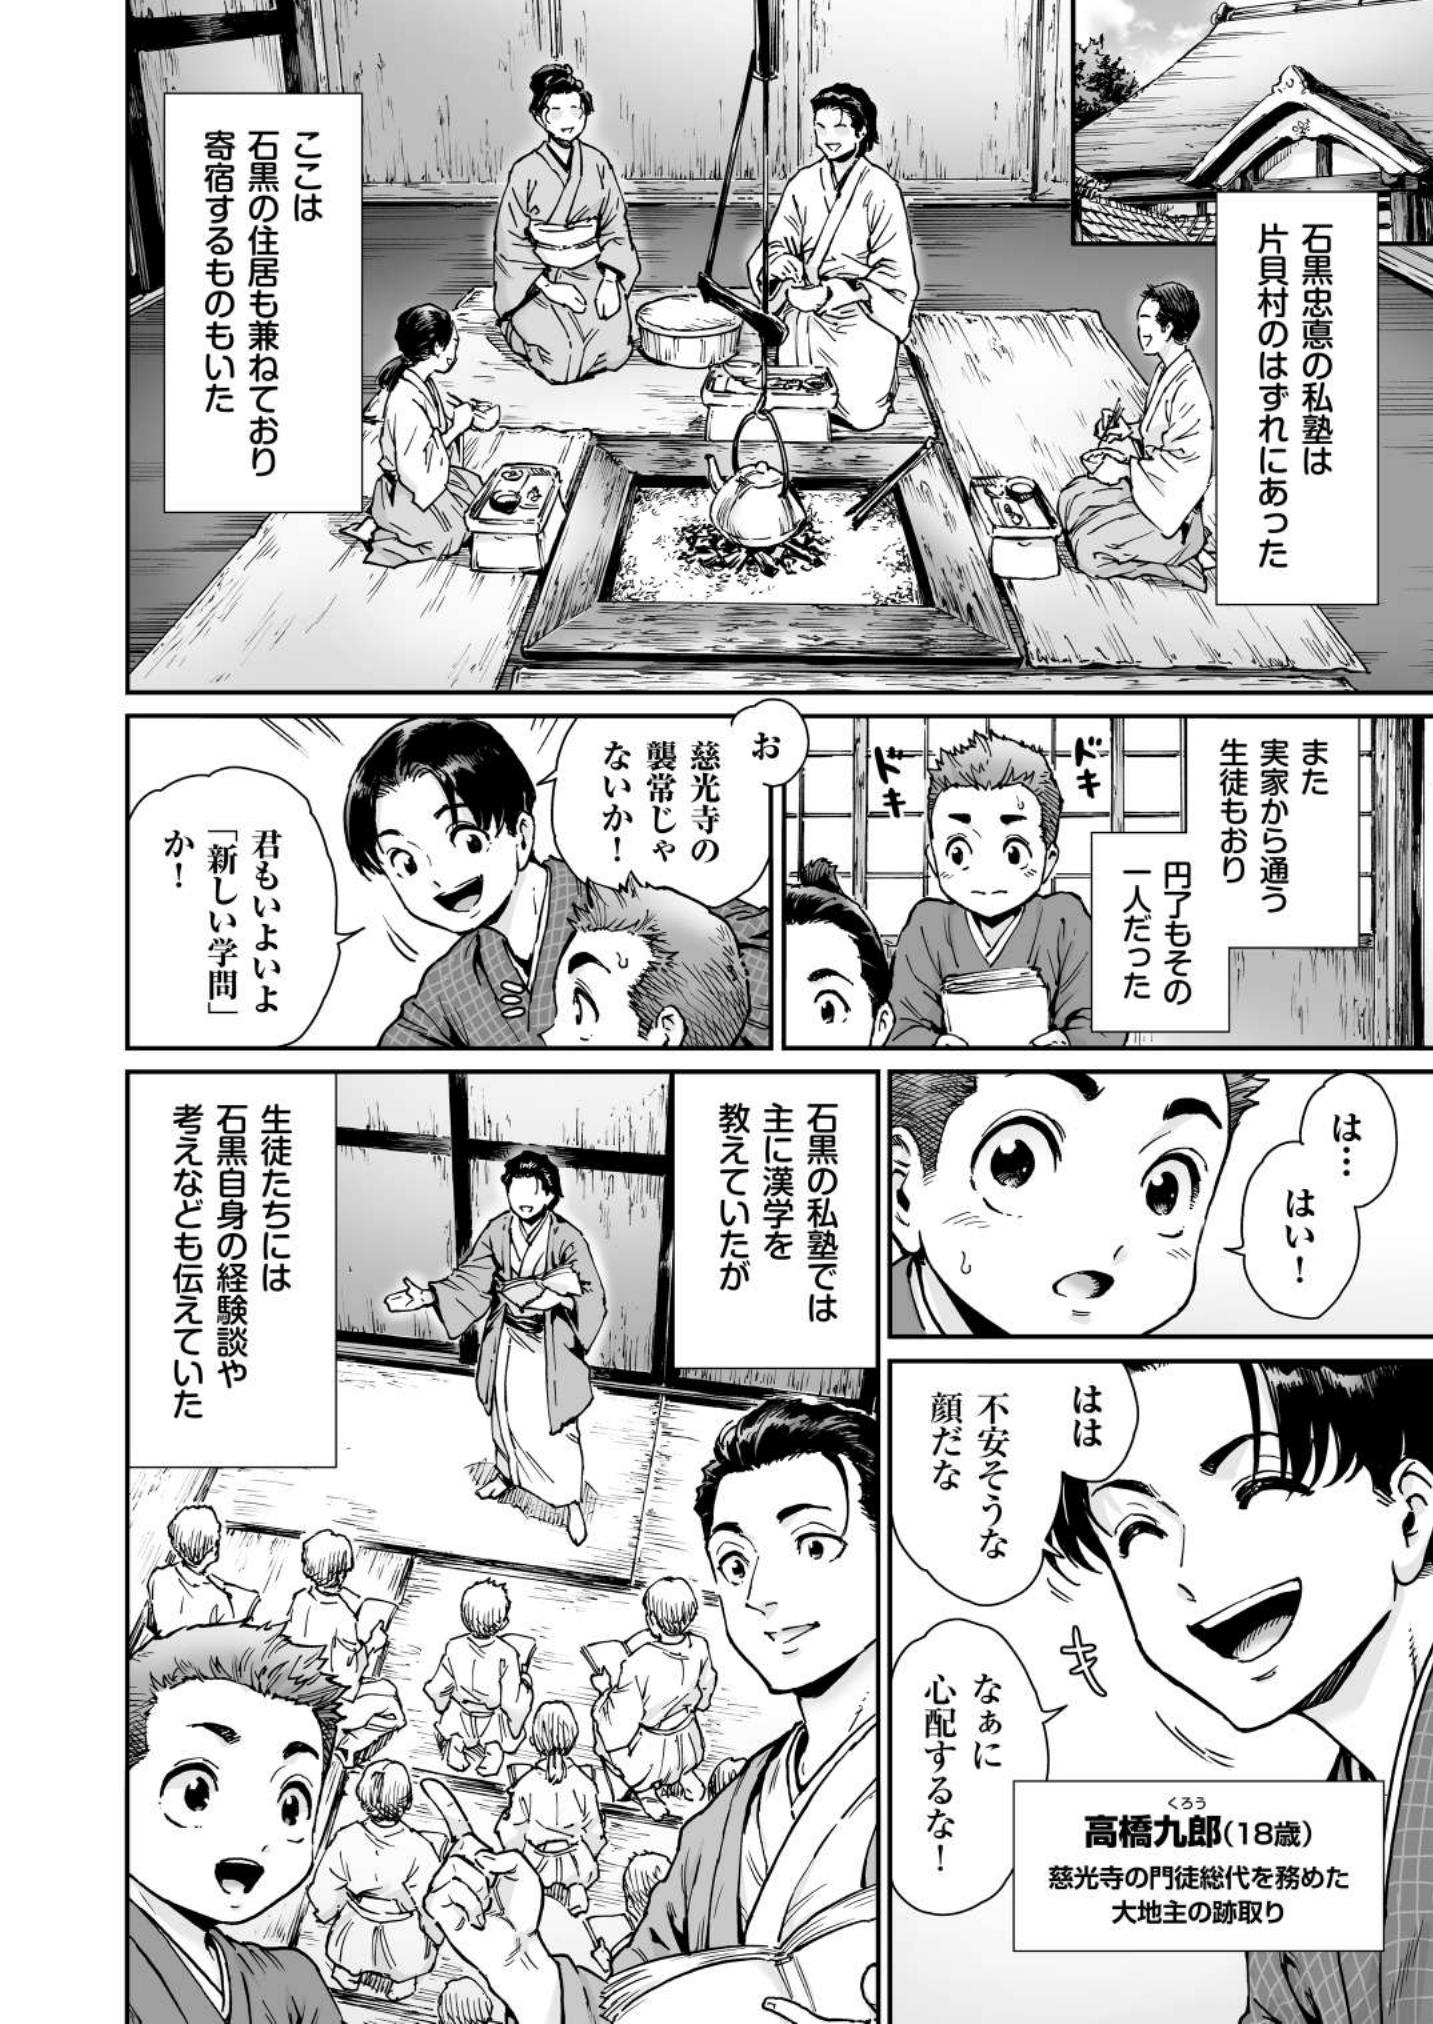 石黒忠悳の私塾は
片貝村のはずれにあった
ここは
石黒の住居も兼ねており
寄宿するものもいた
また
実家から通う
生徒もおり
円了もその
一人だった
ドキ
ドキ
お
慈光寺の
襲常じゃ
ないか!
君もいよいよ
「新しい学問」
か!
は…
はい!
はは
不安そうな
顔だな
キ
なぁに
心配するな!
くろう
高橋九郎(18歳)
慈光寺の門徒総代を務めた
大地主の跡取り
石黒の私塾では
主に漢学を
教えていたが
生徒たちには
石黒自身の経験談や
考えなども伝えていた